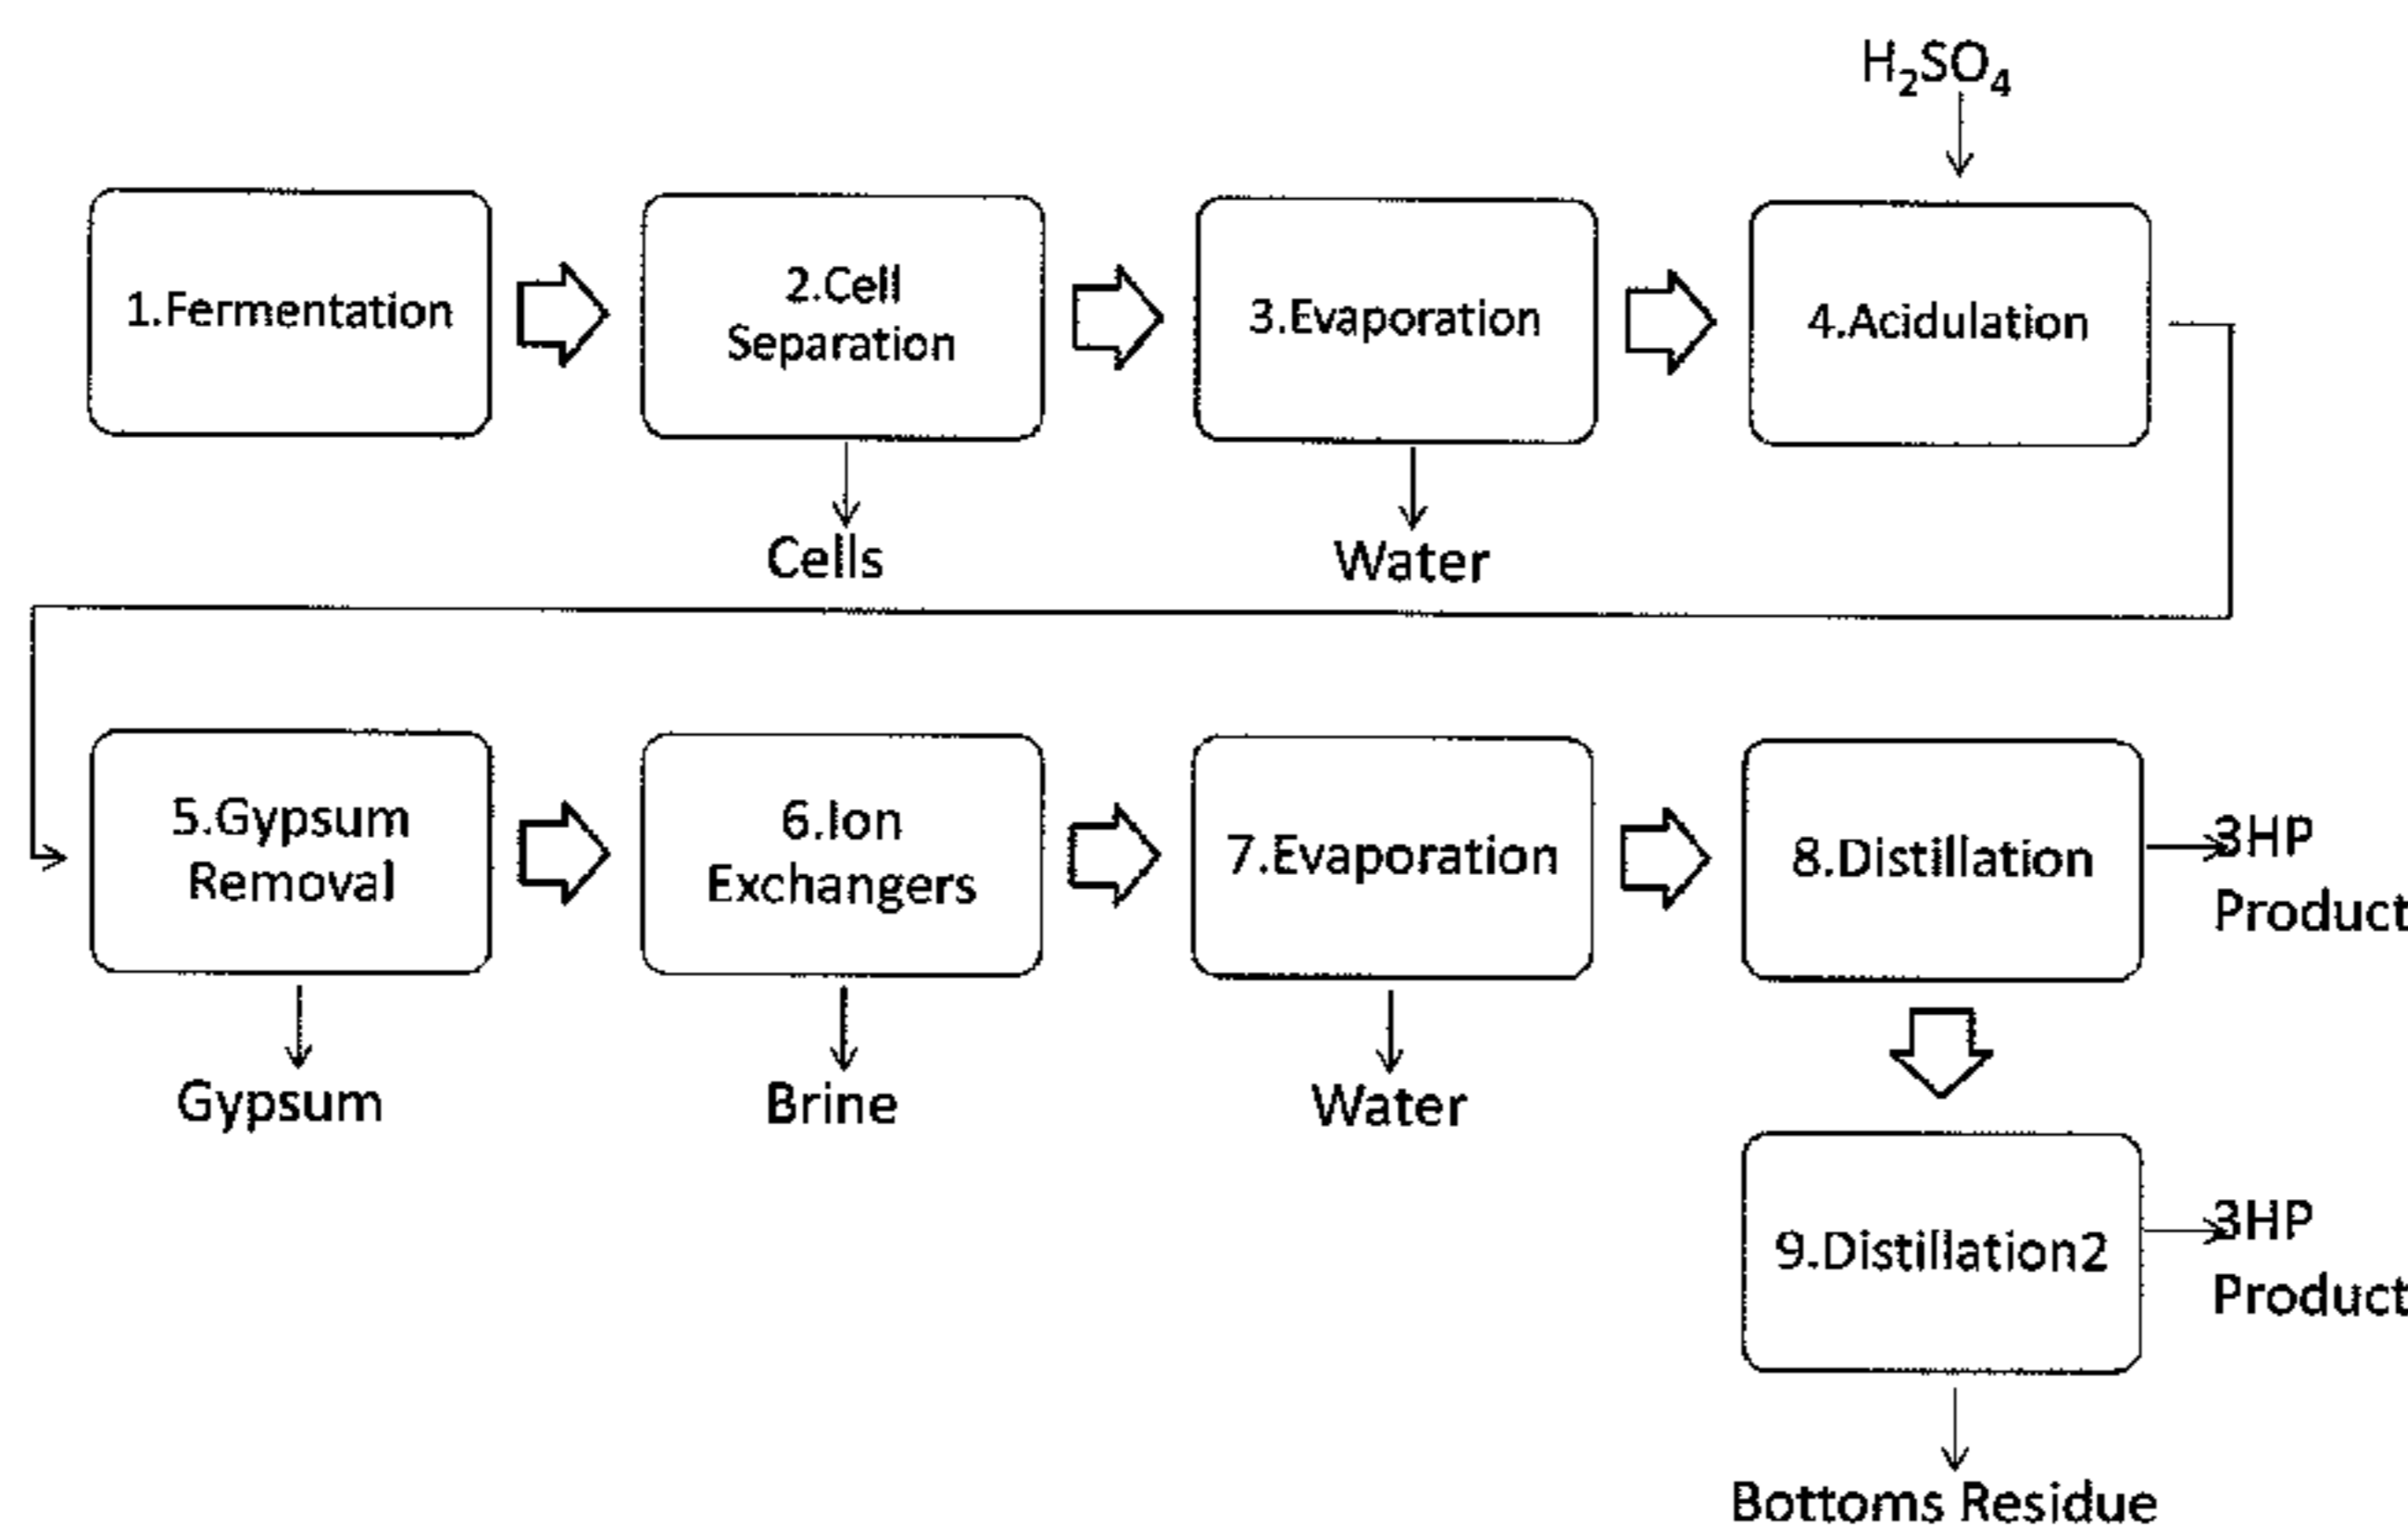 H₂SO₄
1.Fermentation
2.Cell
Separation
3.Evaporation
4.Acidulation
Cells
Water
5.Gypsum
Removal
6.Ion
Exchangers
7.Evaporation
8.Distillation
3HP
Product
Gypsum
Brine
Water
9.Distillation2
3HP
Product
Bottoms Residue